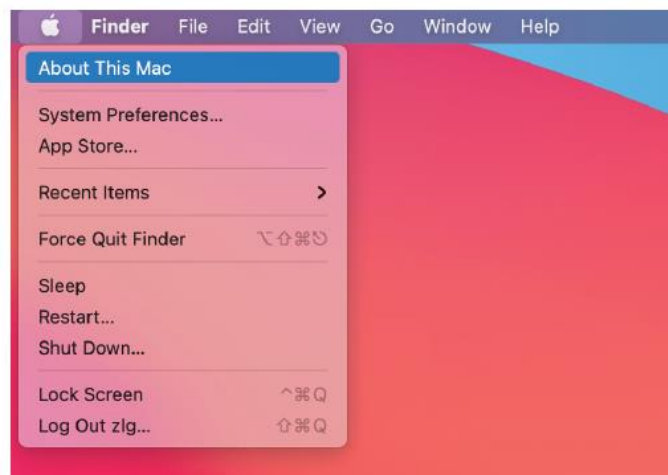 Finder File Edit View Go Window Help
About This Mac
System Preferences...
App Store...
Recent Items >
Force Quit Finder ⌥⇧⌘⎋
Sleep
Restart...
Shut Down...
Lock Screen ^⌘Q
Log Out zlg... ⇧⌘Q